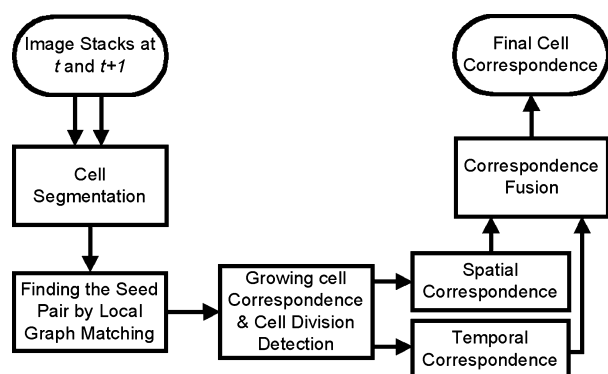 Image Stacks at
t and t+1
Cell
Segmentation
Finding the Seed
Pair by Local
Graph Matching
Growing cell
Correspondence
& Cell Division
Detection
Spatial
Correspondence
Temporal
Correspondence
Correspondence
Fusion
Final Cell
Correspondence